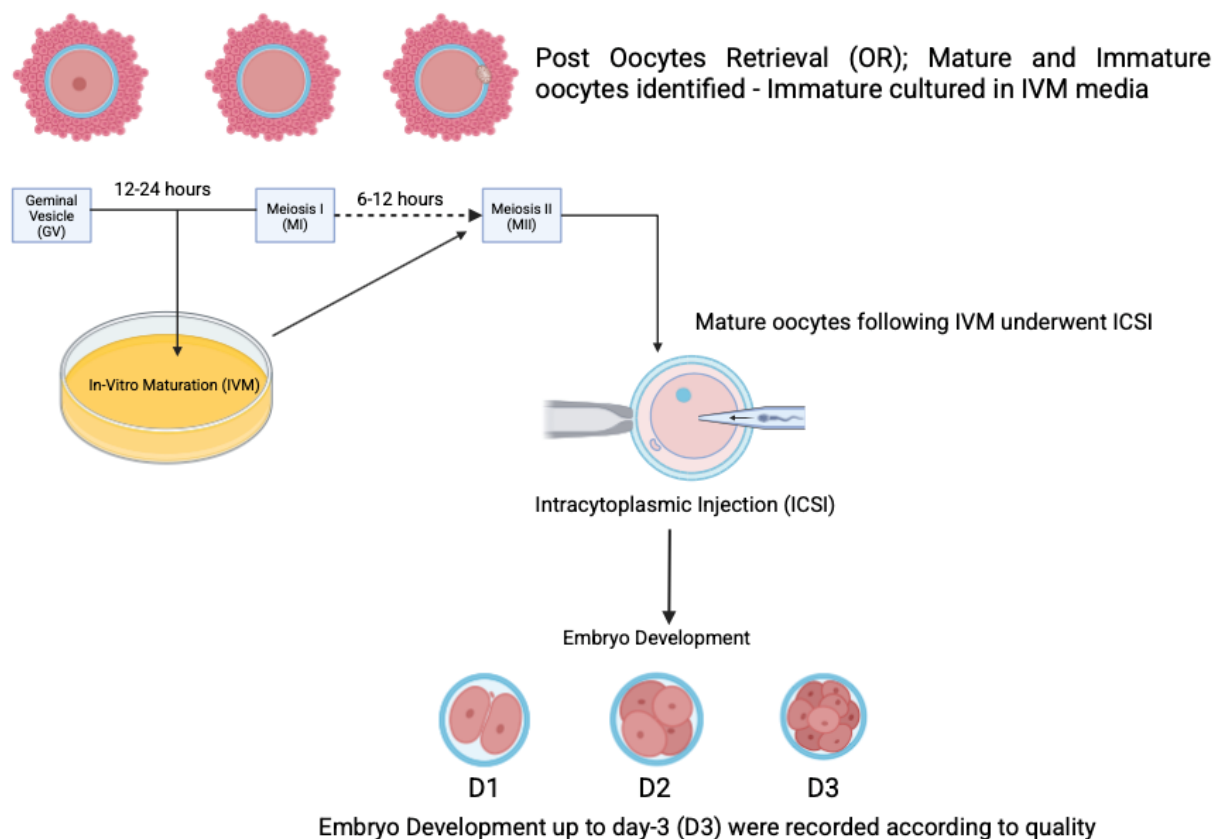 Post Oocytes Retrieval (OR); Mature and Immature
oocytes identified - Immature cultured in IVM media
12-24 hours
6-12 hours
Geminal
Vesicle
(GV)
Meiosis I
(MI)
Meiosis II
(MII)
Mature oocytes following IVM underwent ICSI
In-Vitro Maturation (IVM)
Intracytoplasmic Injection (ICSI)
Embryo Development
D1
D2
D3
Embryo Development up to day-3 (D3) were recorded according to quality